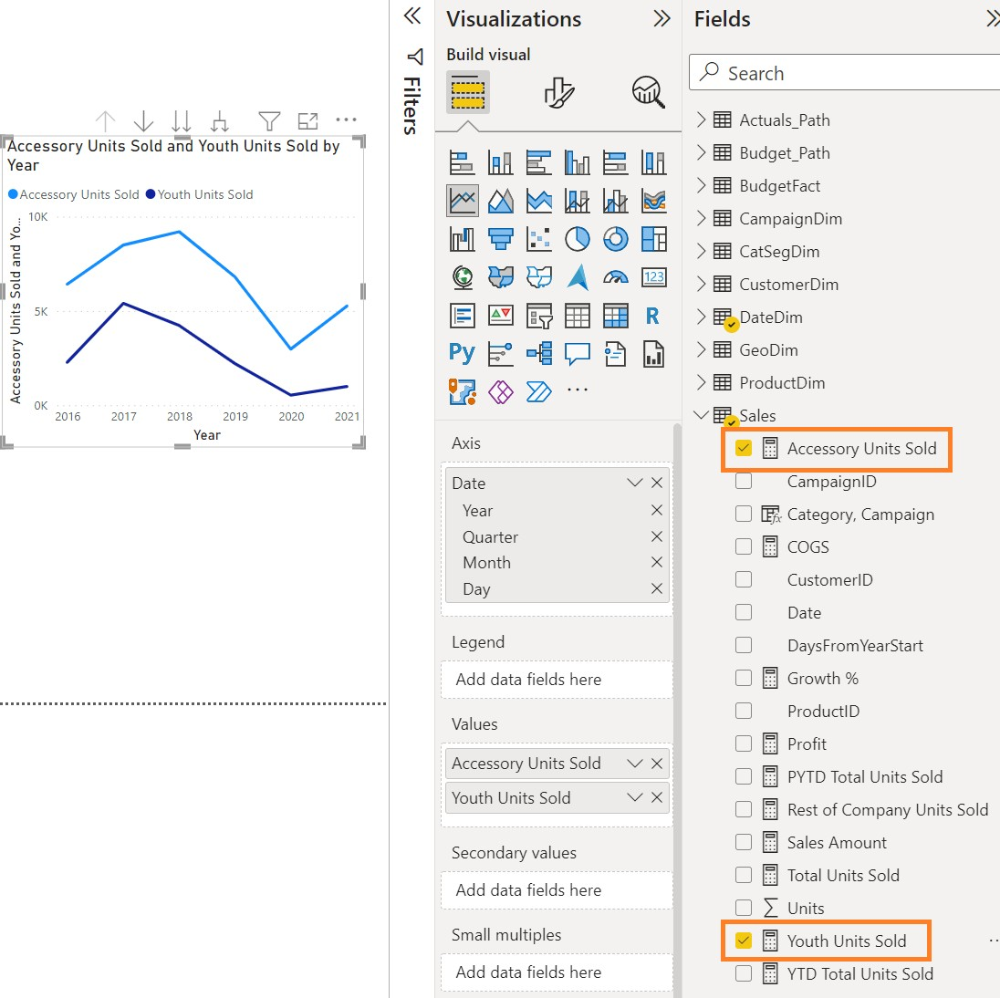 Accessory Units Sold and Youth Units Sold by
Year
Accessory Units Sold Youth Units Sold
Accessory Units Sold and Yo...
10K
5K
0K
2016 2017 2018 2019 2020 2021
Year
Filters
Visualizations
Build visual
123
R
Py
...
Axis
Date
Year
Quarter
Month
Day
Legend
Add data fields here
Values
Accessory Units Sold
Youth Units Sold
Secondary values
Add data fields here
Small multiples
Add data fields here
Fields
Search
Actuals_Path
Budget_Path
BudgetFact
CampaignDim
CatSegDim
CustomerDim
DateDim
GeoDim
ProductDim
Sales
Accessory Units Sold
CampaignID
Category, Campaign
COGS
CustomerID
Date
DaysFromYearStart
Growth %
ProductID
Profit
PYTD Total Units Sold
Rest of Company Units Sold
Sales Amount
Total Units Sold
Units
Youth Units Sold
YTD Total Units Sold